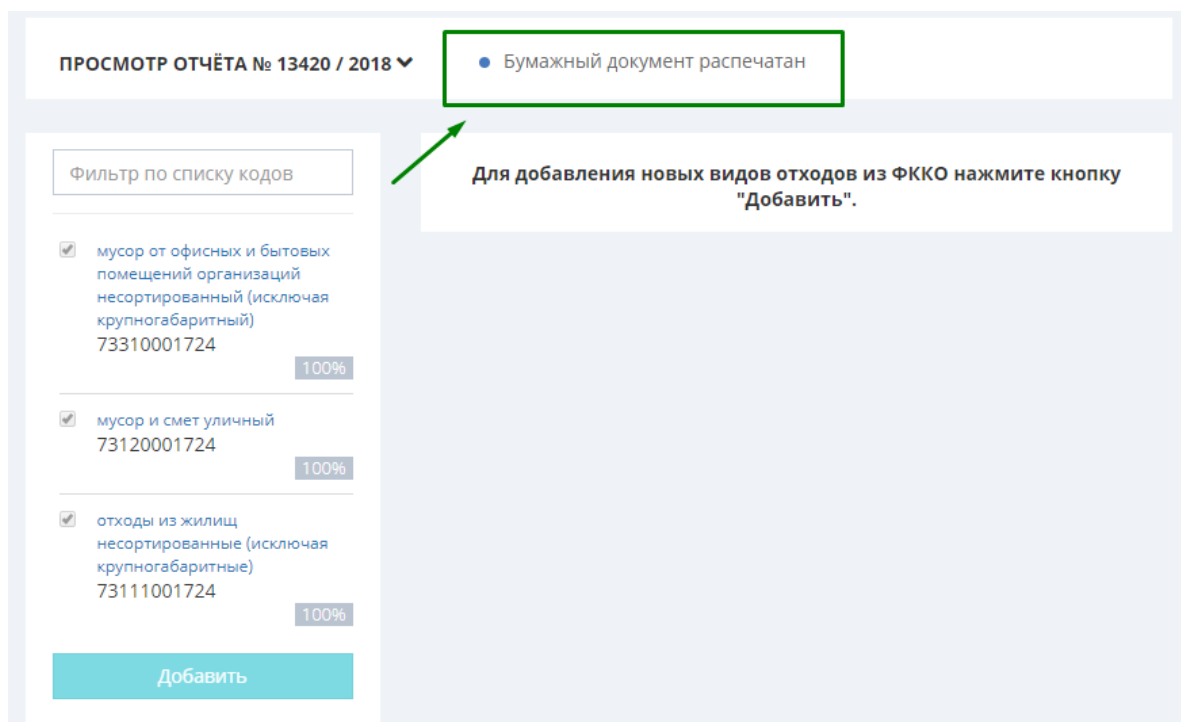 ПРОСМОТР ОТЧЁТА № 13420 / 2018
Бумажный документ распечатан
Фильтр по списку кодов
мусор от офисных и бытовых
помещений организаций
несортированный (исключая
крупногабаритный)
73310001724
100%
мусор и смет уличный
73120001724
100%
отходы из жилищ
несортированные (исключая
крупногабаритные)
73111001724
100%
Добавить
Для добавления новых видов отходов из ФККО нажмите кнопку
"Добавить".